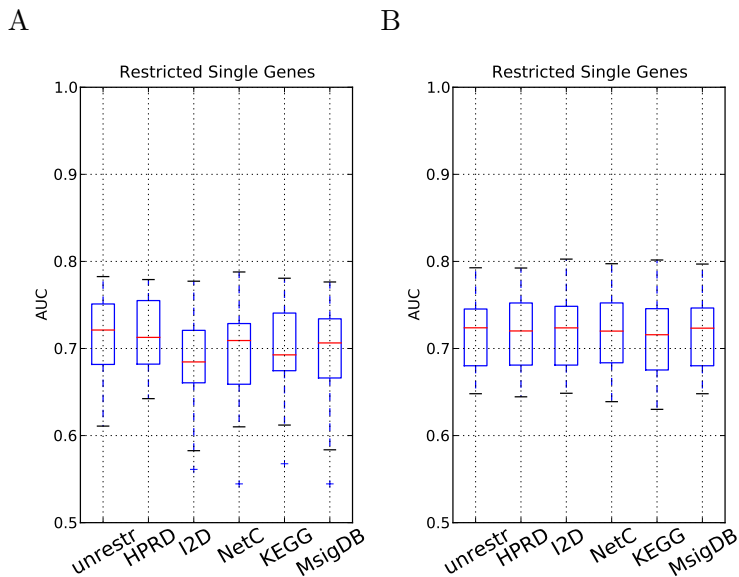 A
B
Restricted Single Genes
1.0
0.9
0.8
0.7
0.6
0.5
AUC
unrestr
HPRD
I2D
NetC
KEGG
MsigDB
Restricted Single Genes
1.0
0.9
0.8
0.7
0.6
0.5
AUC
unrestr
HPRD
I2D
NetC
KEGG
MsigDB